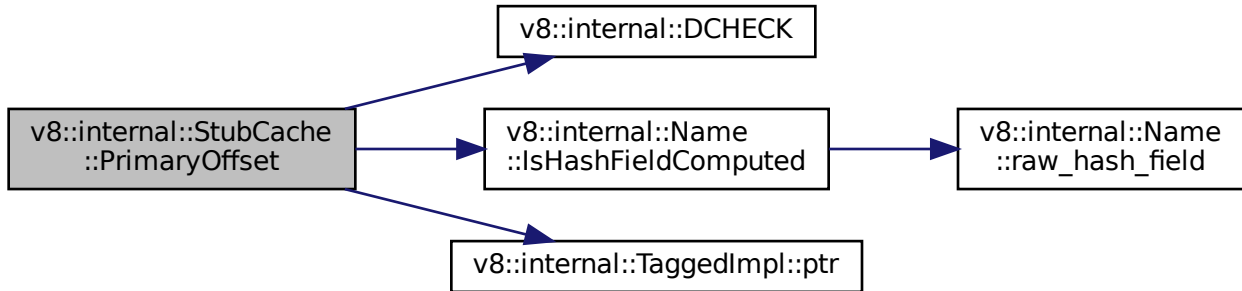 v8::internal::DCHECK
v8::internal::StubCache
::PrimaryOffset
v8::internal::Name
::IsHashFieldComputed
v8::internal::Name
::raw_hash_field
v8::internal::TaggedImpl::ptr